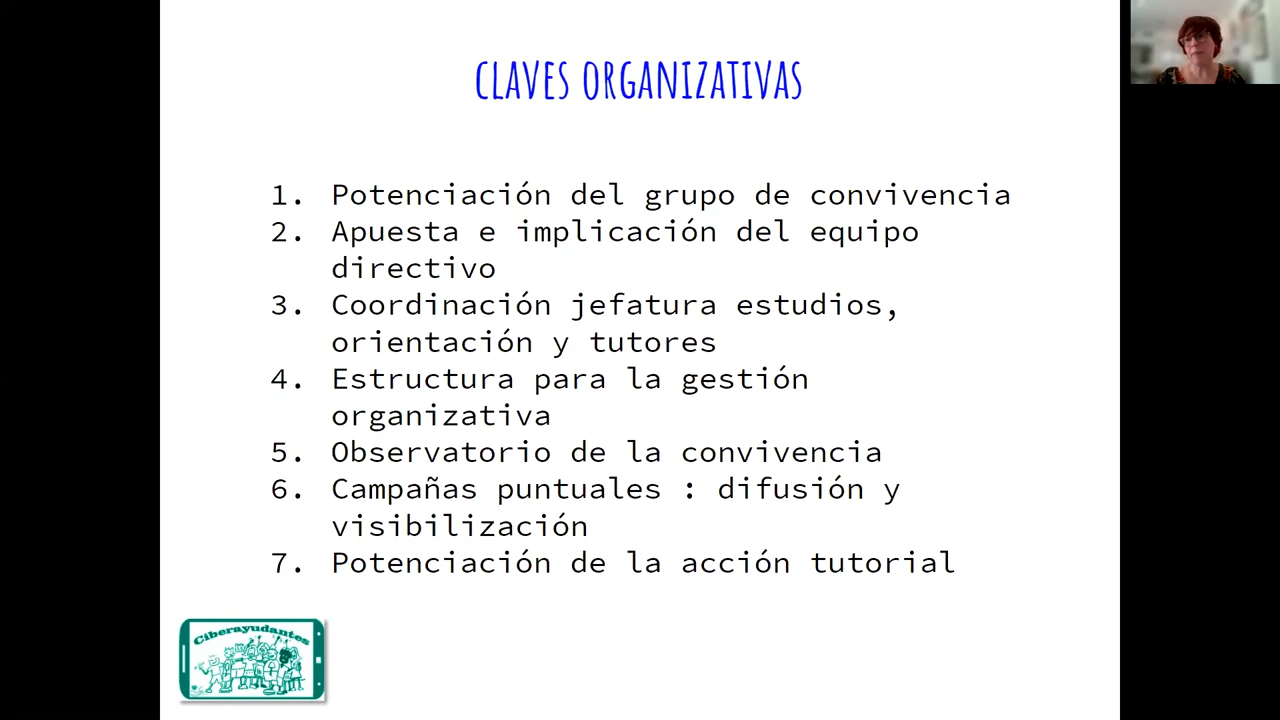 CLAVES ORGANIZATIVAS
1. Potenciación del grupo de convivencia
2. Apuesta e implicación del equipo
directivo
3. Coordinación jefatura estudios,
orientación y tutores
4. Estructura para la gestión
organizativa
5. Observatorio de la convivencia
6. Campañas puntuales : difusión y
visibilización
7. Potenciación de la acción tutorial
Ciberayudantes